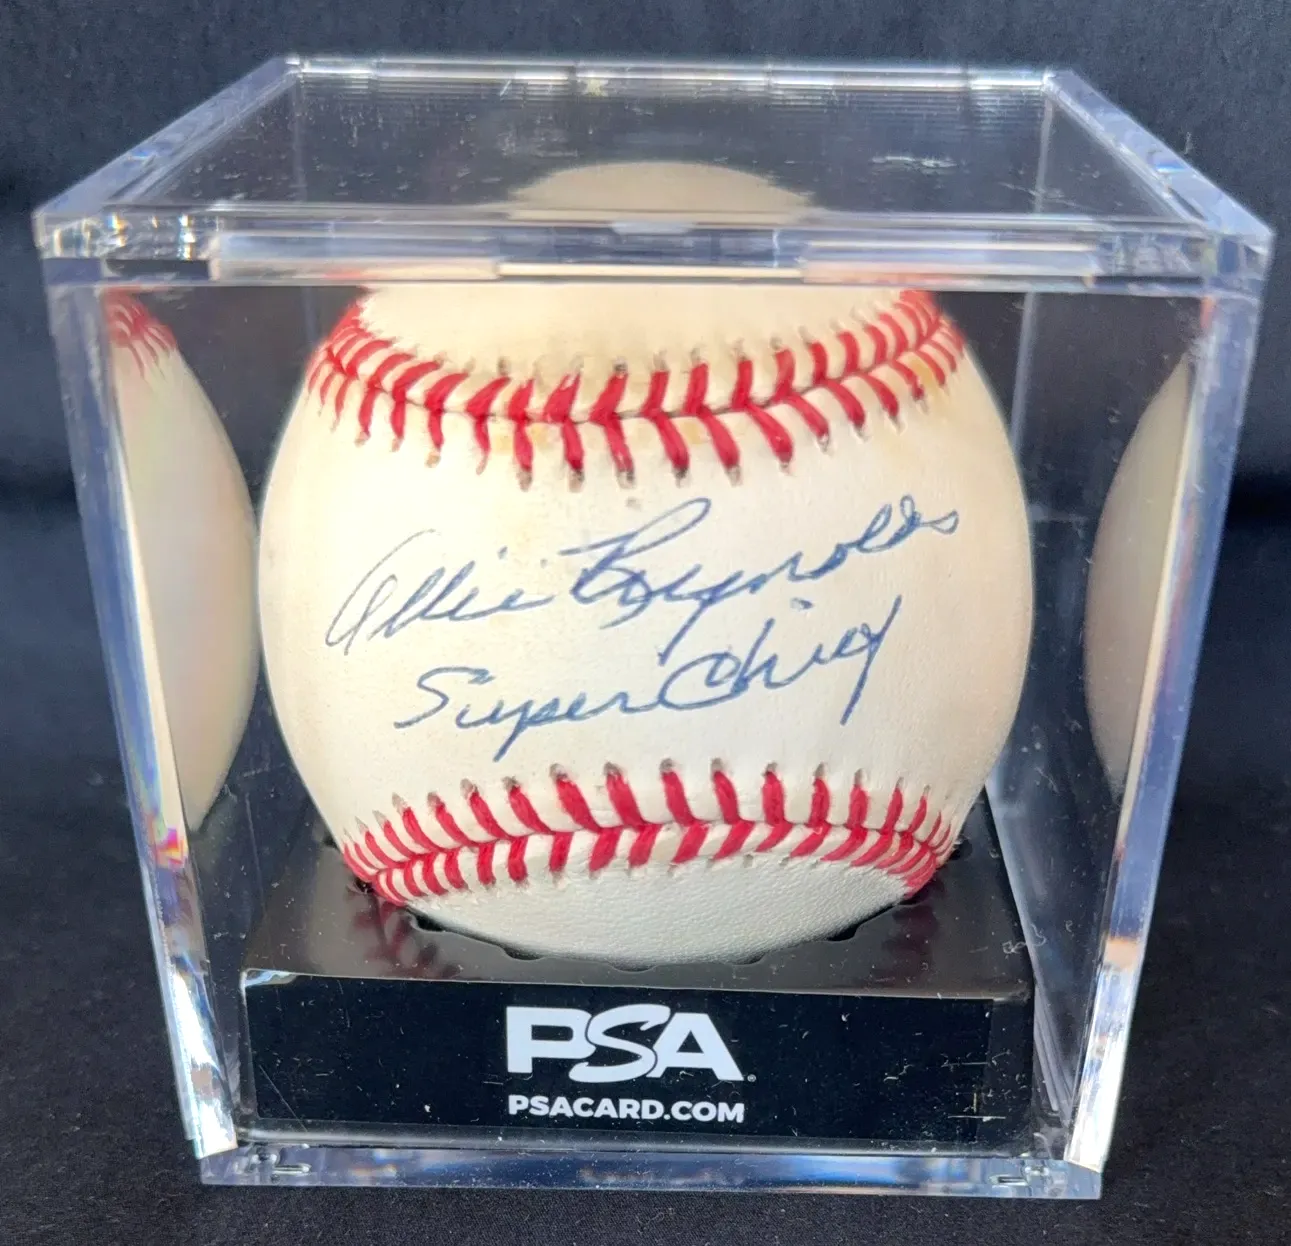 Allie Reynolds
Super Chief
PSA
PSACARD.COM